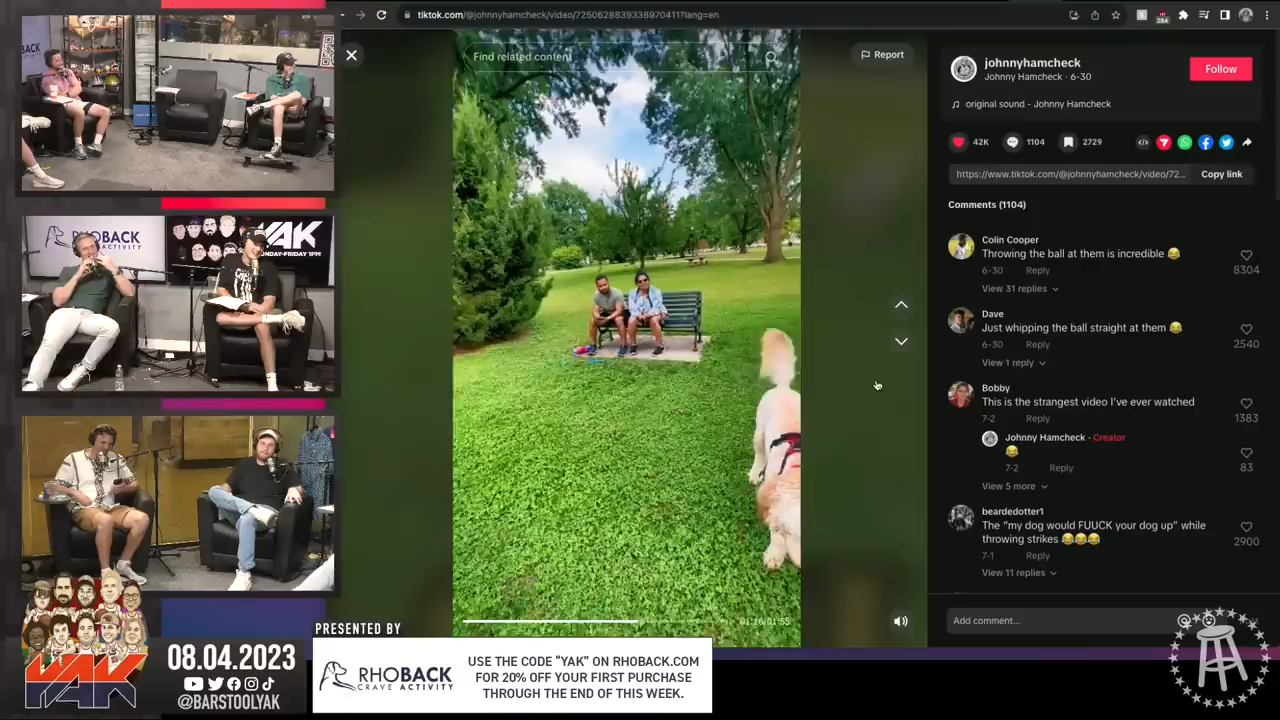 tiktok.com/@johnnyhamcheck/video/7250628839338970411?lang=en
284
Find related content
Report
johnnyhamcheck
Johnny Hamcheck · 6-30
Follow
original sound - Johnny Hamcheck
42K
1104
2729
https://www.tiktok.com/@johnnyhamcheck/video/72...
Copy link
Comments (1104)
Colin Cooper
Throwing the ball at them is incredible 😂
6-30 Reply
8304
View 31 replies
Dave
Just whipping the ball straight at them 😂
6-30 Reply
2540
View 1 reply
Bobby
This is the strangest video I've ever watched
7-2 Reply
1383
Johnny Hamcheck · Creator
😂
7-2 Reply
83
View 5 more
beardedotter1
The “my dog would FUUCK your dog up” while
throwing strikes 😂😂😂
7-1 Reply
2900
View 11 replies
Add comment...
01:16/01:55
RHOBACK
ACTIVITY
YAK
MONDAY-FRIDAY 1PM
YAK
08.04.2023
@BARSTOOLYAK
PRESENTED BY
RHOBACK
CRAVE ACTIVITY
USE THE CODE “YAK” ON RHOBACK.COM
FOR 20% OFF YOUR FIRST PURCHASE
THROUGH THE END OF THIS WEEK.